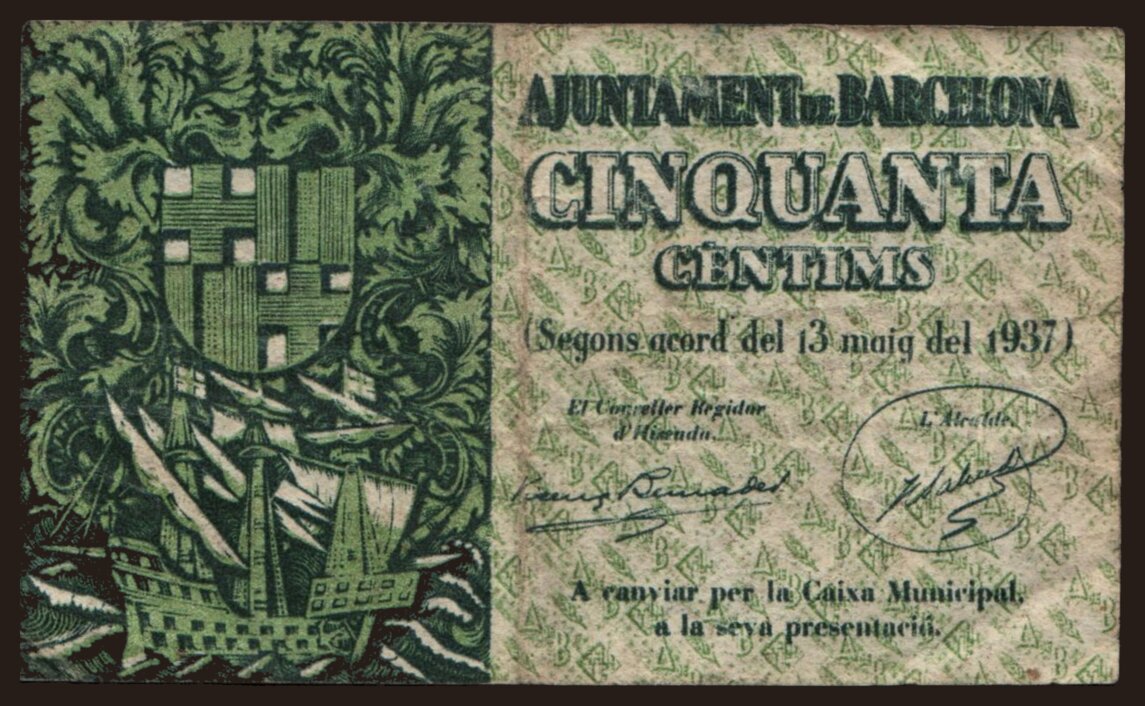 AJUNTAMENT DE BARCELONA
CINQUANTA
CÈNTIMS
(Segons acord del 13 maig del 1937)
El Conseller Regidor
d'Hisenda,
L'Alcalde,
A canviar per la Caixa Municipal,
a la seva presentació.